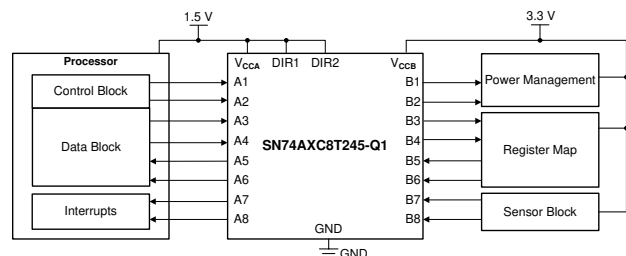 1.5 V
3.3 V
Processor
Control Block
Data Block
Interrupts
VCCA
DIR1
DIR2
VCCB
A1
A2
A3
A4
A5
A6
A7
A8
SN74AXC8T245-Q1
B1
B2
B3
B4
B5
B6
B7
B8
GND
GND
Power Management
Register Map
Sensor Block